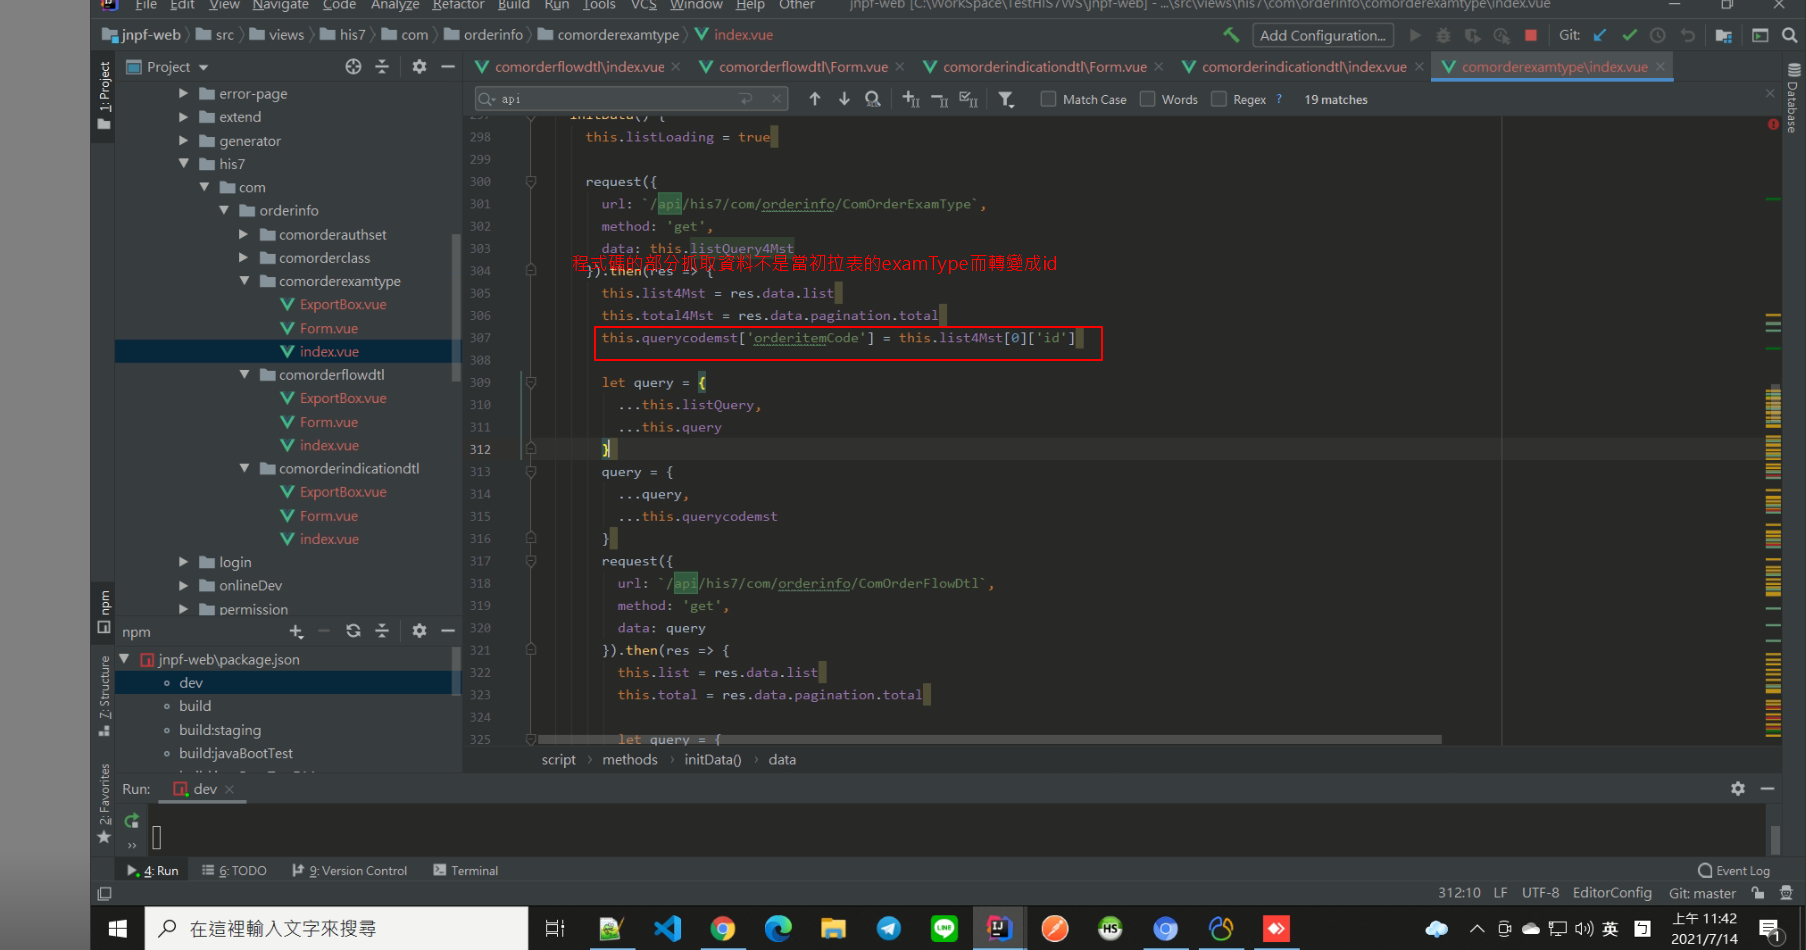 File Edit View Navigate Code Analyze Refactor Build Run Tools VCS Window Help Other jnpf-web [C:\WorkSpace\TestHIS7WS\jnpf-web] - ...\src\views\his7\com\orderinfo\comorderexamtype\index.vue
jnpf-web src views his7 com orderinfo comorderexamtype index.vue Add Configuration... Git:
1: Project
Project
comorderflowdtl\index.vue comorderflowdtl\Form.vue comorderindicationdtl\Form.vue comorderindicationdtl\index.vue comorderexamtype\index.vue
Database
api Match Case Words Regex ? 19 matches
error-page
extend
generator
his7
com
orderinfo
comorderauthset
comorderclass
comorderexamtype
ExportBox.vue
Form.vue
index.vue
comorderflowdtl
ExportBox.vue
Form.vue
index.vue
comorderindicationdtl
ExportBox.vue
Form.vue
index.vue
login
onlineDev
permission
297 initData() {
298 this.listLoading = true
299
300 request({
301 url: `/api/his7/com/orderinfo/ComOrderExamType`,
302 method: 'get',
303 data: this.listQuery4Mst
程式碼的部分抓取資料不是當初拉表的examType而轉變成id
304 }).then(res => {
305 this.list4Mst = res.data.list
306 this.total4Mst = res.data.pagination.total
307 this.querycodemst['orderitemCode'] = this.list4Mst[0]['id']
308
309 let query = {
310 ...this.listQuery,
311 ...this.query
312 }
313 query = {
314 ...query,
315 ...this.querycodemst
316 }
317 request({
318 url: `/api/his7/com/orderinfo/ComOrderFlowDtl`,
319 method: 'get',
320 data: query
321 }).then(res => {
322 this.list = res.data.list
323 this.total = res.data.pagination.total
324
325 let query = {
script methods initData() data
npm
npm
jnpf-web\package.json
dev
build
build:staging
build:javaBootTest
7: Structure
2: Favorites
Run: dev
4: Run 6: TODO 9: Version Control Terminal Event Log
312:10 LF UTF-8 EditorConfig Git: master
在這裡輸入文字來搜尋
LINE
IJ
HS
英
上午 11:42
2021/7/14
1